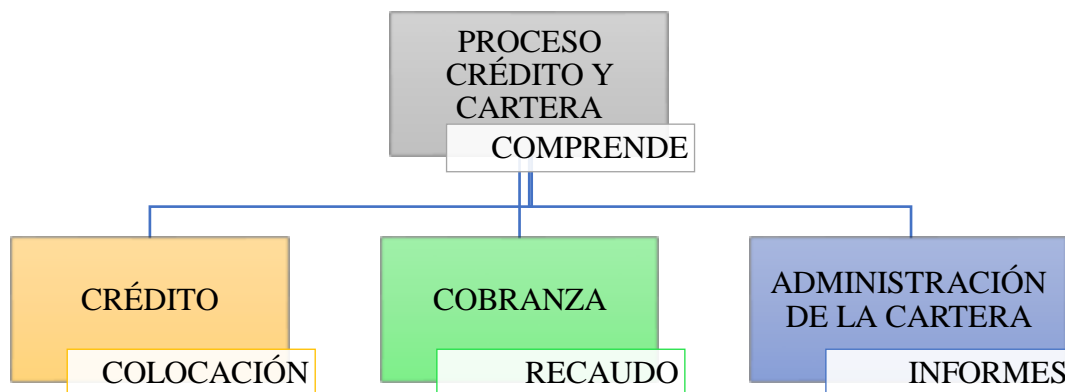 PROCESO
CRÉDITO Y
CARTERA
COMPRENDE
CRÉDITO
COLOCACIÓN
COBRANZA
RECAUDO
ADMINISTRACIÓN
DE LA CARTERA
INFORMES